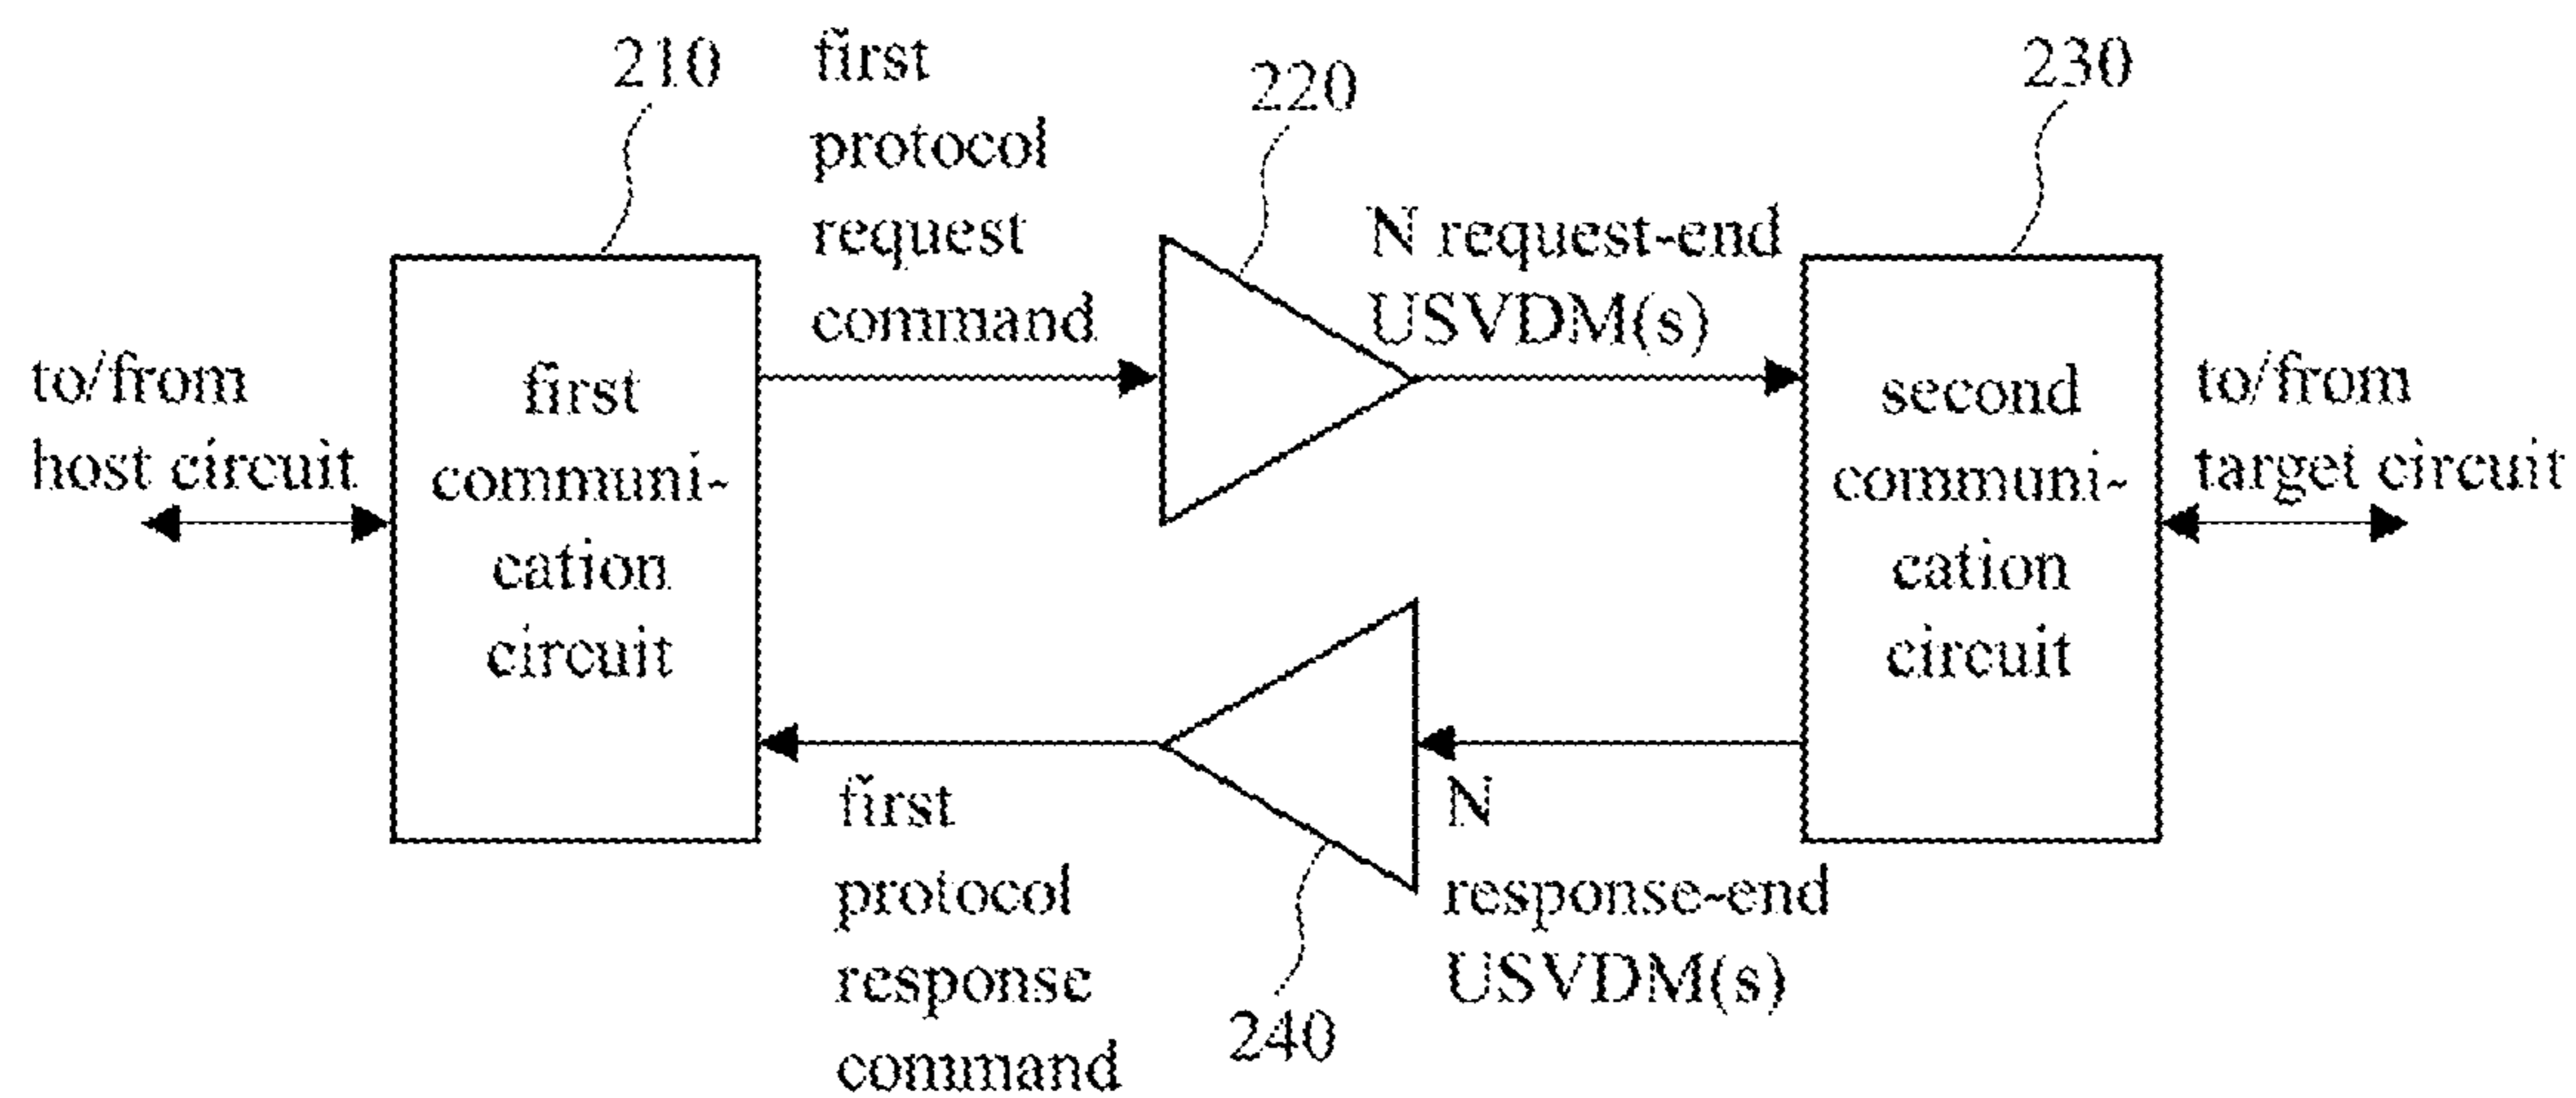 210
first
protocol
request
command
220
N request-end
USVDM(s)
230
to/from
host circuit
first
communi-
cation
circuit
second
communi-
cation
circuit
to/from
target circuit
first
protocol
response
command
240
N
response-end
USVDM(s)